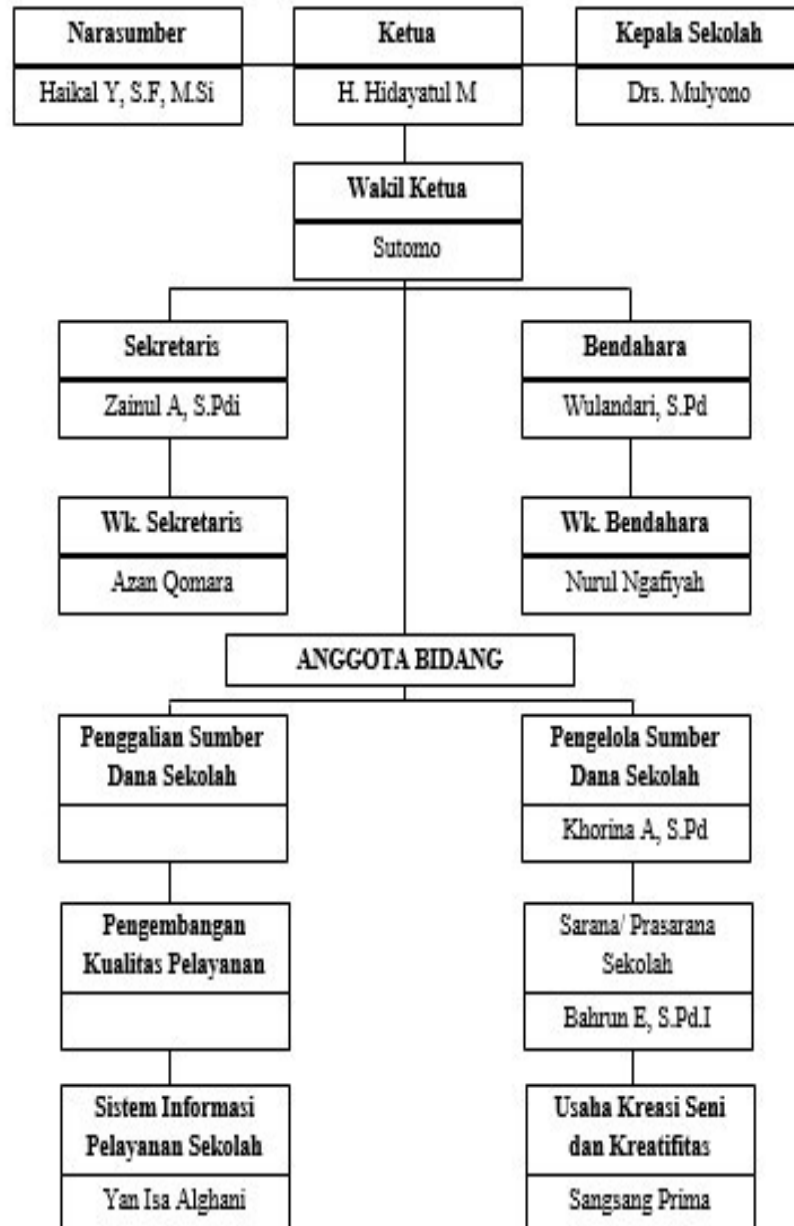 Narasumber
Haikal Y, S.F, M.Si
Ketua
H. Hidayatul M
Kepala Sekolah
Drs. Mulyono
Wakil Ketua
Sutomo
Sekretaris
Zainul A, S.Pdi
Bendahara
Wulandari, S.Pd
Wk. Sekretaris
Azan Qomara
Wk. Bendahara
Nurul Ngafiyah
ANGGOTA BIDANG
Penggalian Sumber
Dana Sekolah
Pengelola Sumber
Dana Sekolah
Khorina A, S.Pd
Pengembangan
Kualitas Pelayanan
Sarana/ Prasarana
Sekolah
Bahrun E, S.Pd.I
Sistem Informasi
Pelayanan Sekolah
Yan Isa Alghani
Usaha Kreasi Seni
dan Kreatifitas
Sangsang Prima